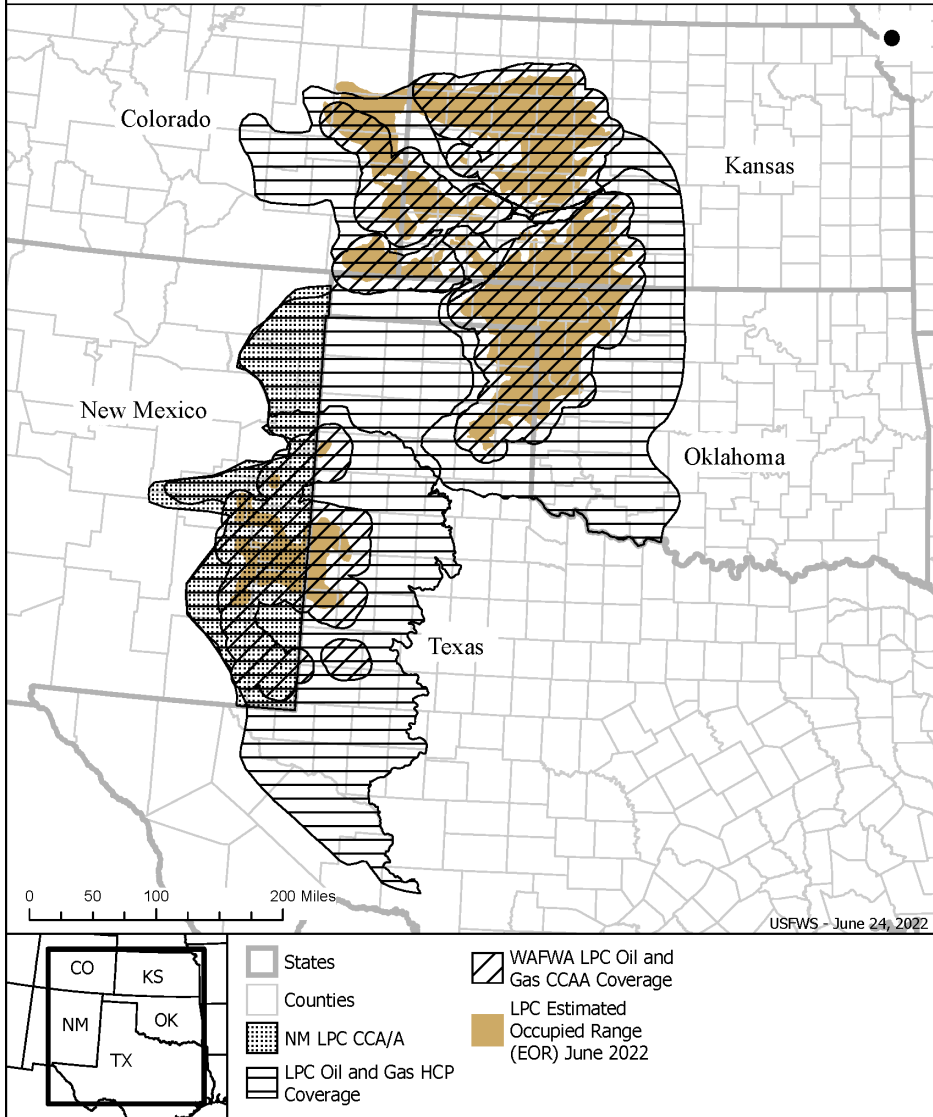 Colorado
Kansas
New Mexico
Oklahoma
Texas
0 50 100 200 Miles
USFWS - June 24, 2022
CO
KS
NM
OK
TX
States
Counties
NM LPC CCA/A
LPC Oil and Gas HCP
Coverage
WAFWA LPC Oil and
Gas CCAA Coverage
LPC Estimated
Occupied Range
(EOR) June 2022